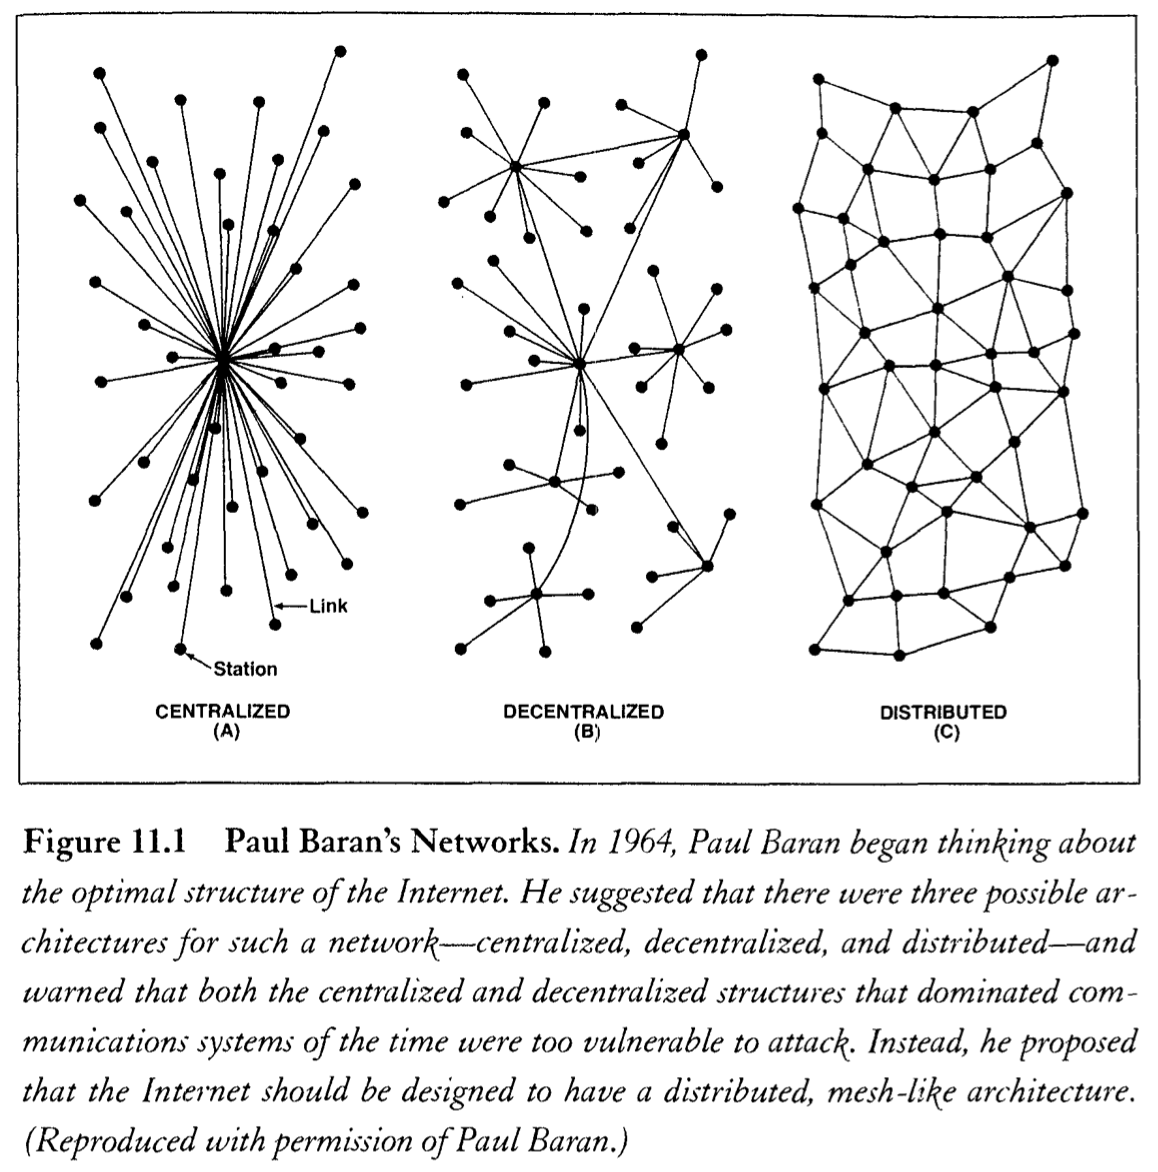 Link
Station
CENTRALIZED
(A)
DECENTRALIZED
(B)
DISTRIBUTED
(C)
Figure 11.1 Paul Baran's Networks. In 1964, Paul Baran began thinking about
the optimal structure of the Internet. He suggested that there were three possible ar-
chitectures for such a network—centralized, decentralized, and distributed—and
warned that both the centralized and decentralized structures that dominated com-
munications systems of the time were too vulnerable to attack. Instead, he proposed
that the Internet should be designed to have a distributed, mesh-like architecture.
(Reproduced with permission of Paul Baran.)